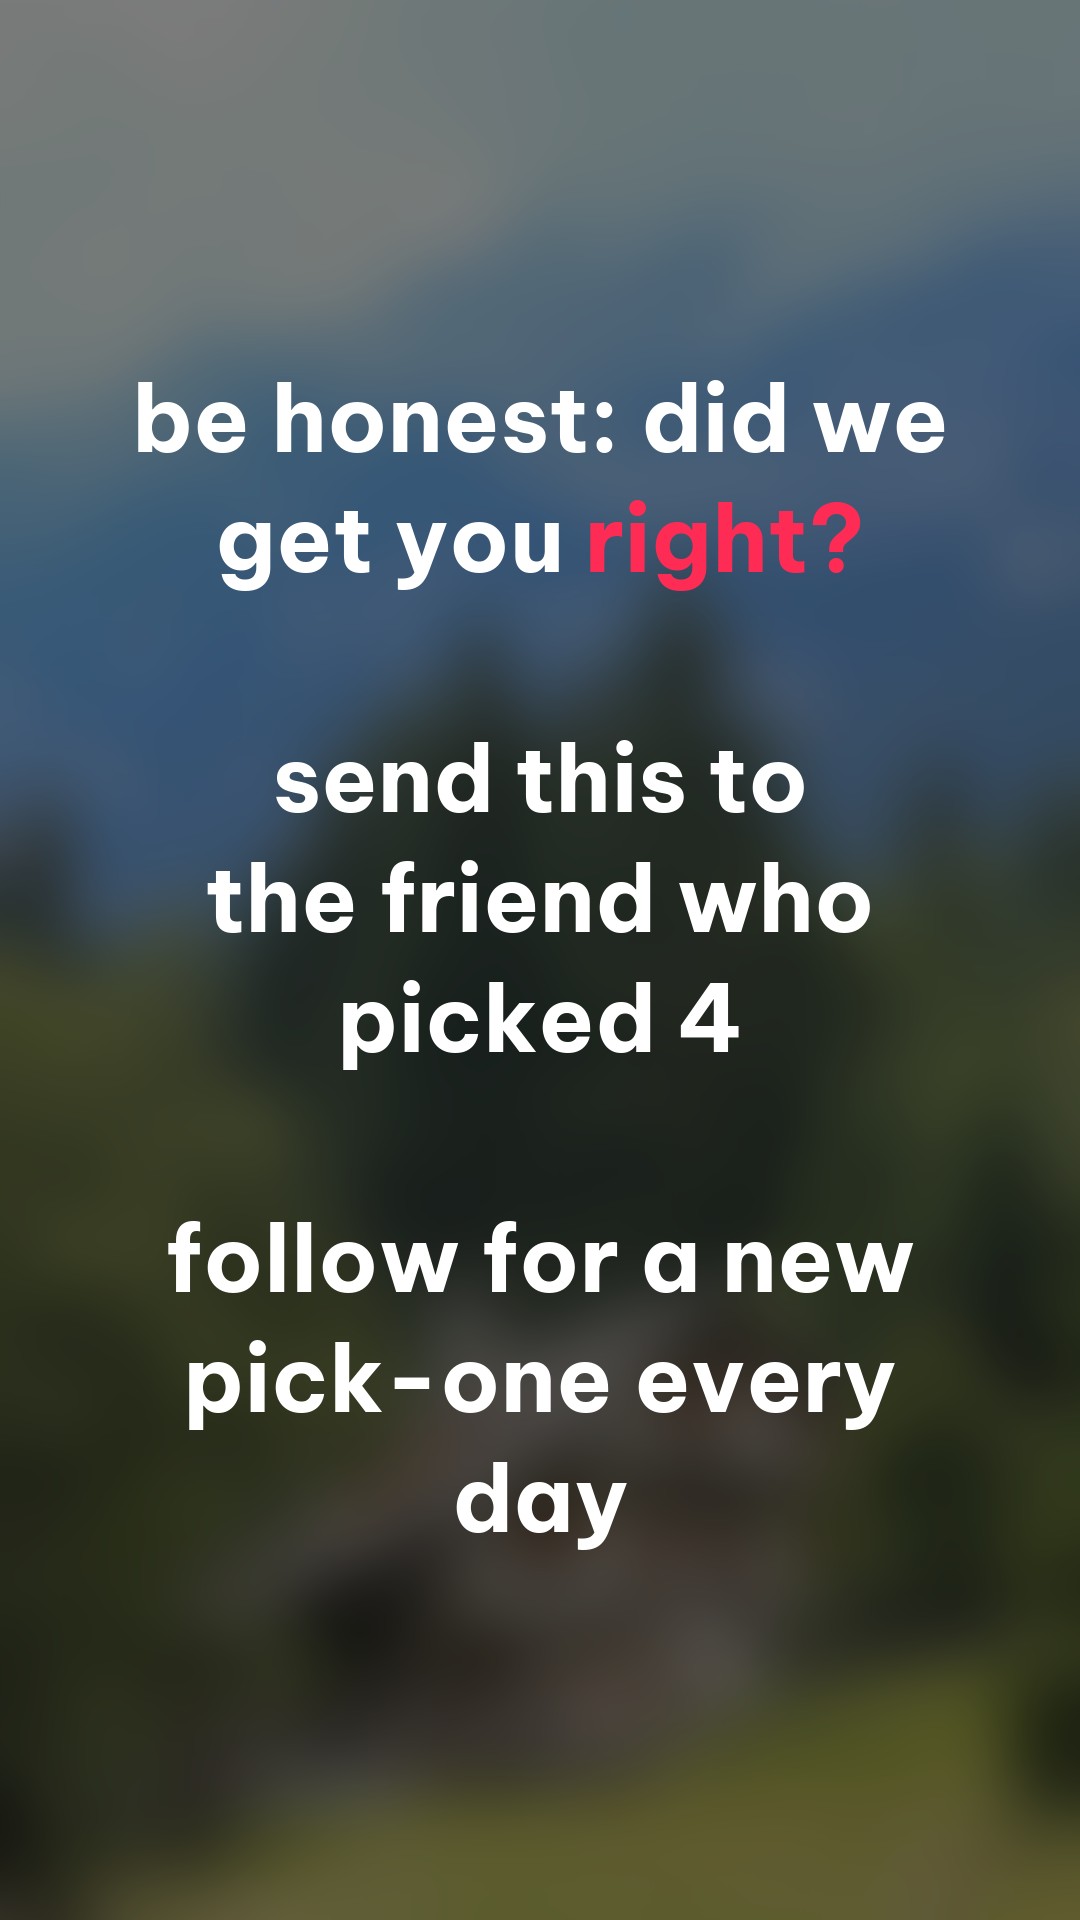 be honest: did we
get you right?
send this to
the friend who
picked 4
follow for a new
pick-one every
day